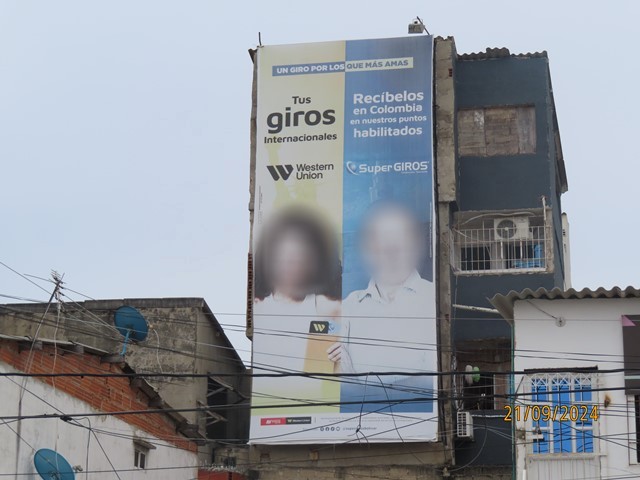 UN GIRO POR LOS QUE MÁS AMAS
Tus
giros
Internacionales
Western
Union
Recíbelos
en Colombia
en nuestros puntos
habilitados
SuperGIROS
21/09/2024